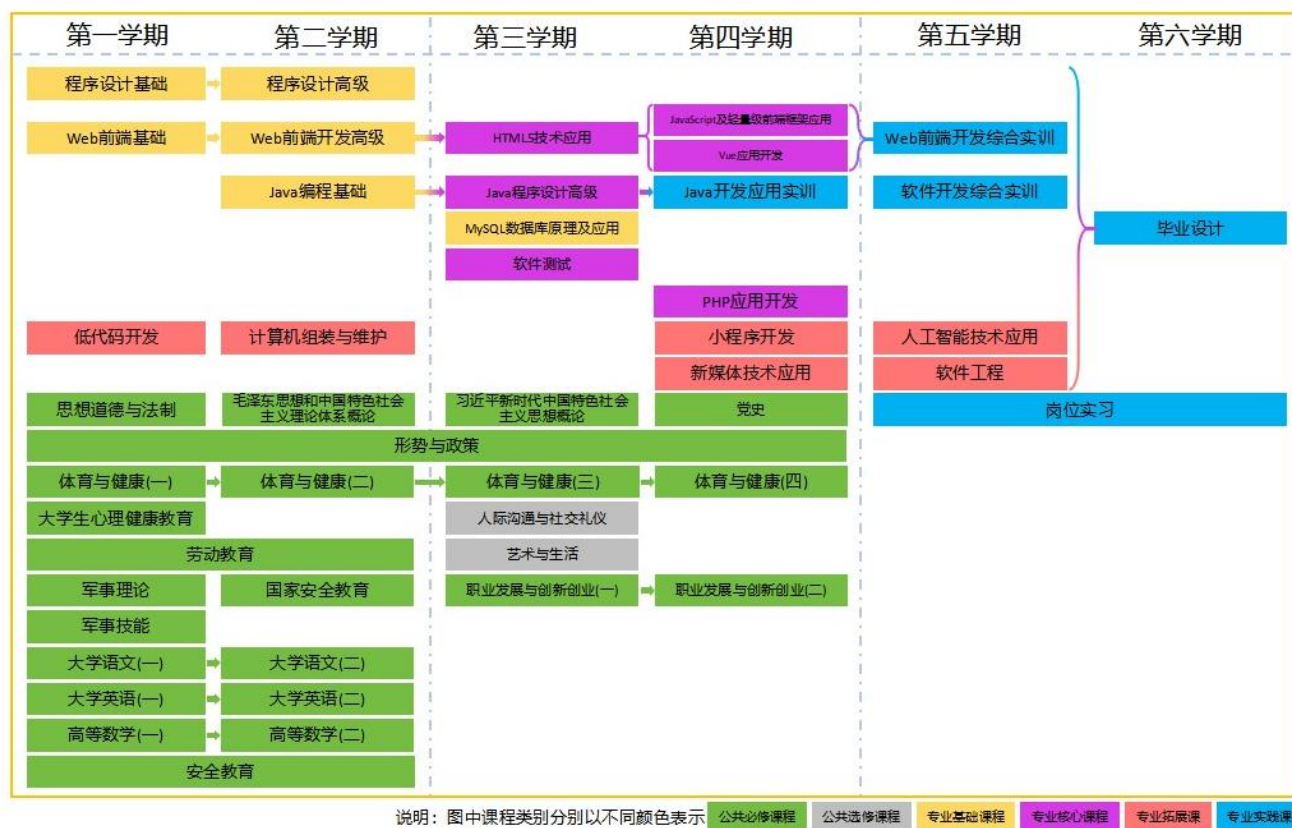 第一学期 第二学期 第三学期 第四学期 第五学期 第六学期
程序设计基础 程序设计高级
JavaScript及轻量级前端框架应用
Web前端基础 Web前端开发高级 HTML5技术应用 Web前端开发综合实训
Vue应用开发
Java编程基础 Java程序设计高级 Java开发应用实训 软件开发综合实训
MySQL数据库原理及应用 毕业设计
软件测试
PHP应用开发
低代码开发 计算机组装与维护 小程序开发 人工智能技术应用
新媒体技术应用 软件工程
思想道德与法制 毛泽东思想和中国特色社会 习近平新时代中国特色社会 党史 岗位实习
主义理论体系概论 主义思想概论
形势与政策
体育与健康(一) 体育与健康(二) 体育与健康(三) 体育与健康(四)
大学生心理健康教育 人际沟通与社交礼仪
劳动教育 艺术与生活
军事理论 国家安全教育 职业发展与创新创业(一) 职业发展与创新创业(二)
军事技能
大学语文(一) 大学语文(二)
大学英语(一) 大学英语(二)
高等数学(一) 高等数学(二)
安全教育
说明：图中课程类别分别以不同颜色表示 公共必修课程 公共选修课程 专业基础课程 专业核心课程 专业拓展课 专业实践课